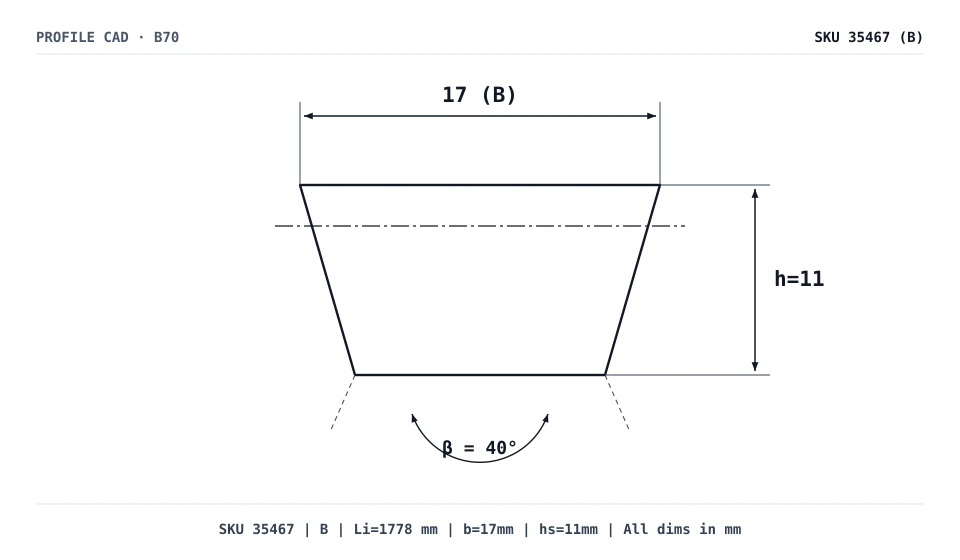 PROFILE CAD · B70
SKU 35467 (B)
17 (B)
h=11
β = 40°
SKU 35467 | B | Li=1778 mm | b=17mm | hs=11mm | All dims in mm